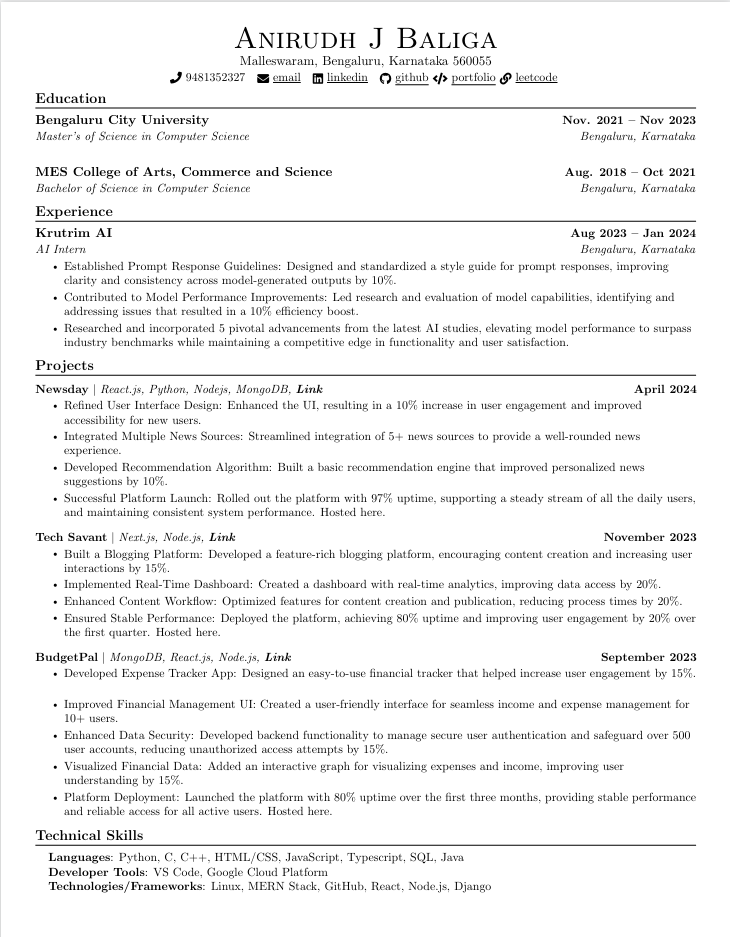 Anirudh J Baliga
Malleswaram, Bengaluru, Karnataka 560055
9481352327 email linkedin github portfolio leetcode
Education
Bengaluru City University Nov. 2021 – Nov 2023
Master's of Science in Computer Science Bengaluru, Karnataka
MES College of Arts, Commerce and Science Aug. 2018 – Oct 2021
Bachelor of Science in Computer Science Bengaluru, Karnataka
Experience
Krutrim AI Aug 2023 – Jan 2024
AI Intern Bengaluru, Karnataka
• Established Prompt Response Guidelines: Designed and standardized a style guide for prompt responses, improving
clarity and consistency across model-generated outputs by 10%.
• Contributed to Model Performance Improvements: Led research and evaluation of model capabilities, identifying and
addressing issues that resulted in a 10% efficiency boost.
• Researched and incorporated 5 pivotal advancements from the latest AI studies, elevating model performance to surpass
industry benchmarks while maintaining a competitive edge in functionality and user satisfaction.
Projects
Newsday | React.js, Python, Nodejs, MongoDB, Link April 2024
• Refined User Interface Design: Enhanced the UI, resulting in a 10% increase in user engagement and improved
accessibility for new users.
• Integrated Multiple News Sources: Streamlined integration of 5+ news sources to provide a well-rounded news
experience.
• Developed Recommendation Algorithm: Built a basic recommendation engine that improved personalized news
suggestions by 10%.
• Successful Platform Launch: Rolled out the platform with 97% uptime, supporting a steady stream of all the daily users,
and maintaining consistent system performance. Hosted here.
Tech Savant | Next.js, Node.js, Link November 2023
• Built a Blogging Platform: Developed a feature-rich blogging platform, encouraging content creation and increasing user
interactions by 15%.
• Implemented Real-Time Dashboard: Created a dashboard with real-time analytics, improving data access by 20%.
• Enhanced Content Workflow: Optimized features for content creation and publication, reducing process times by 20%.
• Ensured Stable Performance: Deployed the platform, achieving 80% uptime and improving user engagement by 20% over
the first quarter. Hosted here.
BudgetPal | MongoDB, React.js, Node.js, Link September 2023
• Developed Expense Tracker App: Designed an easy-to-use financial tracker that helped increase user engagement by 15%.
• Improved Financial Management UI: Created a user-friendly interface for seamless income and expense management for
10+ users.
• Enhanced Data Security: Developed backend functionality to manage secure user authentication and safeguard over 500
user accounts, reducing unauthorized access attempts by 15%.
• Visualized Financial Data: Added an interactive graph for visualizing expenses and income, improving user
understanding by 15%.
• Platform Deployment: Launched the platform with 80% uptime over the first three months, providing stable performance
and reliable access for all active users. Hosted here.
Technical Skills
Languages: Python, C, C++, HTML/CSS, JavaScript, Typescript, SQL, Java
Developer Tools: VS Code, Google Cloud Platform
Technologies/Frameworks: Linux, MERN Stack, GitHub, React, Node.js, Django